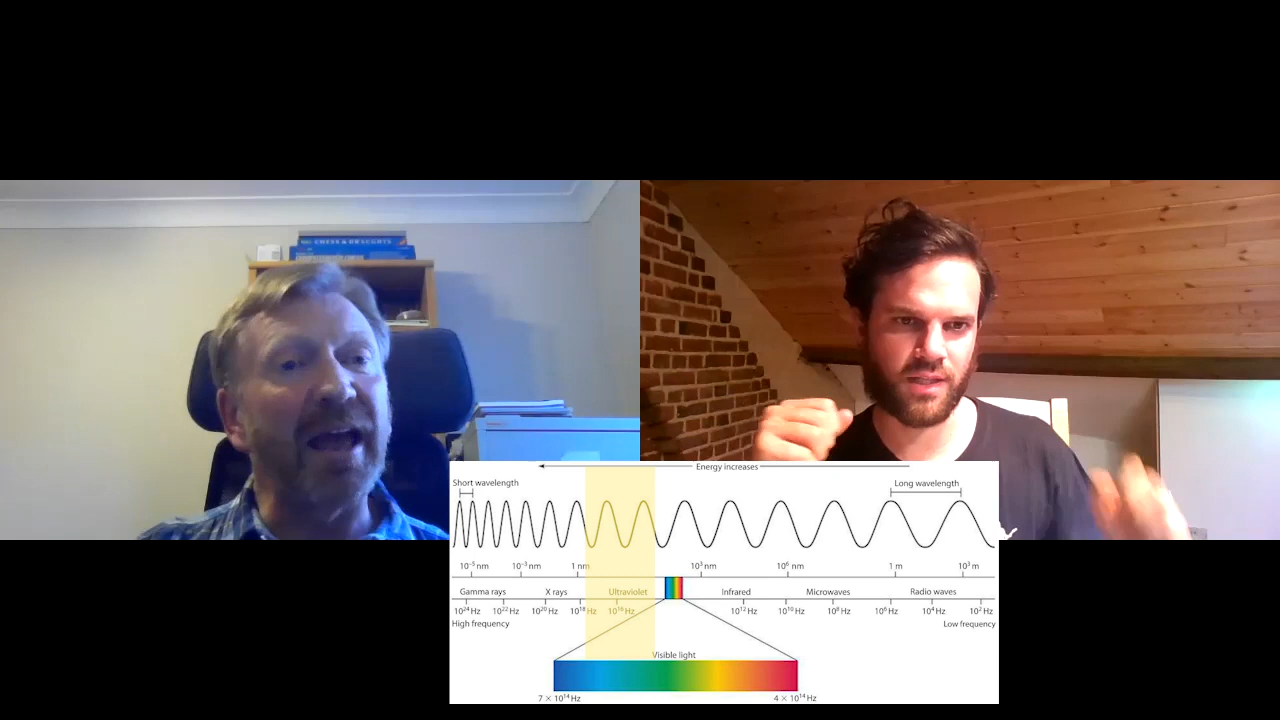 CHESS & DRAUGHTS
Energy increases
Short wavelength
Long wavelength
10⁻⁵ nm
10⁻³ nm
1 nm
10³ nm
10⁶ nm
1 m
10³ m
Gamma rays
X rays
Ultraviolet
Infrared
Microwaves
Radio waves
10²⁴ Hz
10²² Hz
10²⁰ Hz
10¹⁸ Hz
10¹⁶ Hz
10¹² Hz
10¹⁰ Hz
10⁸ Hz
10⁶ Hz
10⁴ Hz
10² Hz
High frequency
Low frequency
Visible light
7 × 10¹⁴ Hz
4 × 10¹⁴ Hz